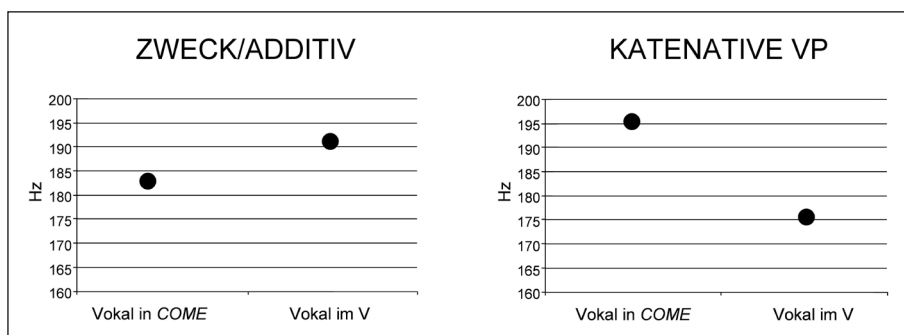 ZWECK/ADDITIV
200
195
190
185
180
175
170
165
160
Hz
Vokal in COME
Vokal im V
KATENATIVE VP
200
195
190
185
180
175
170
165
160
Hz
Vokal in COME
Vokal im V